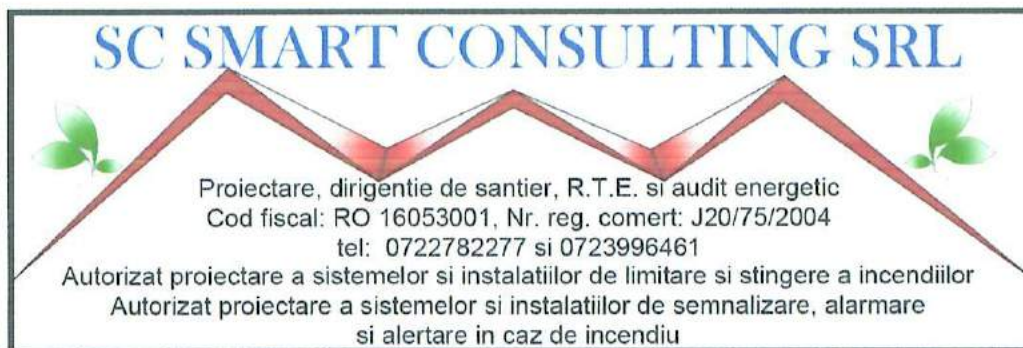 SC SMART CONSULTING SRL
Proiectare, dirigentie de santier, R.T.E. si audit energetic
Cod fiscal: RO 16053001, Nr. reg. comert: J20/75/2004
tel: 0722782277 si 0723996461
Autorizat proiectare a sistemelor si instalatiilor de limitare si stingere a incendiilor
Autorizat proiectare a sistemelor si instalatiilor de semnalizare, alarmare
si alertare in caz de incendiu